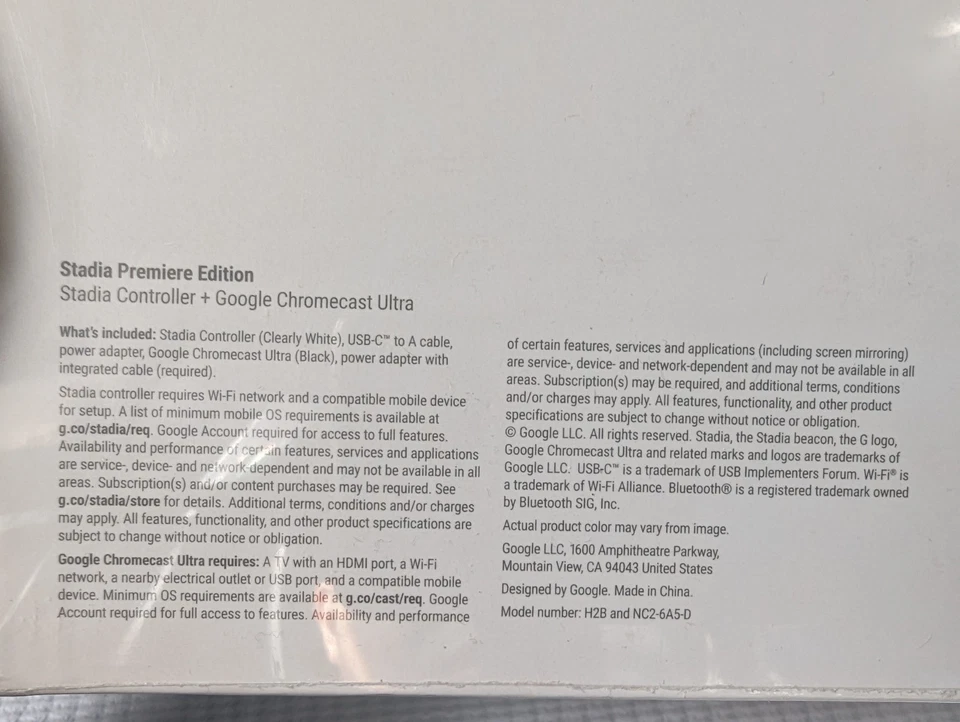 Stadia Premiere Edition
Stadia Controller + Google Chromecast Ultra
What's included: Stadia Controller (Clearly White), USB-C™ to A cable,
power adapter, Google Chromecast Ultra (Black), power adapter with
integrated cable (required).
Stadia controller requires Wi-Fi network and a compatible mobile device
for setup. A list of minimum mobile OS requirements is available at
g.co/stadia/req. Google Account required for access to full features.
Availability and performance of certain features, services and applications
are service-, device- and network-dependent and may not be available in all
areas. Subscription(s) and/or content purchases may be required. See
g.co/stadia/store for details. Additional terms, conditions and/or charges
may apply. All features, functionality, and other product specifications are
subject to change without notice or obligation.
Google Chromecast Ultra requires: A TV with an HDMI port, a Wi-Fi
network, a nearby electrical outlet or USB port, and a compatible mobile
device. Minimum OS requirements are available at g.co/cast/req. Google
Account required for full access to features. Availability and performance
of certain features, services and applications (including screen mirroring)
are service-, device- and network-dependent and may not be available in all
areas. Subscription(s) may be required, and additional terms, conditions
and/or charges may apply. All features, functionality, and other product
specifications are subject to change without notice or obligation.
© Google LLC. All rights reserved. Stadia, the Stadia beacon, the G logo,
Google Chromecast Ultra and related marks and logos are trademarks of
Google LLC. USB-C™ is a trademark of USB Implementers Forum. Wi-Fi® is
a trademark of Wi-Fi Alliance. Bluetooth® is a registered trademark owned
by Bluetooth SIG, Inc.
Actual product color may vary from image.
Google LLC, 1600 Amphitheatre Parkway,
Mountain View, CA 94043 United States
Designed by Google. Made in China.
Model number: H2B and NC2-6A5-D